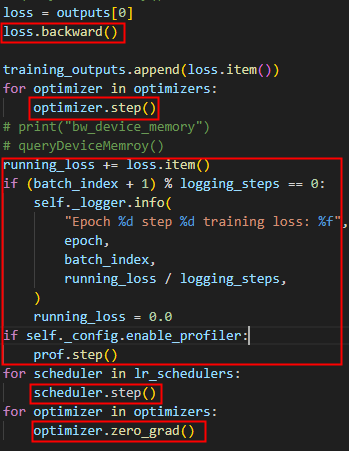 loss = outputs[0]
loss.backward()
training_outputs.append(loss.item())
for optimizer in optimizers:
optimizer.step()
# print("bw_device_memory")
# queryDeviceMemroy()
running_loss += loss.item()
if (batch_index + 1) % logging_steps == 0:
self._logger.info(
"Epoch %d step %d training loss: %f",
epoch,
batch_index,
running_loss / logging_steps,
)
running_loss = 0.0
if self._config.enable_profiler:
prof.step()
for scheduler in lr_schedulers:
scheduler.step()
for optimizer in optimizers:
optimizer.zero_grad()